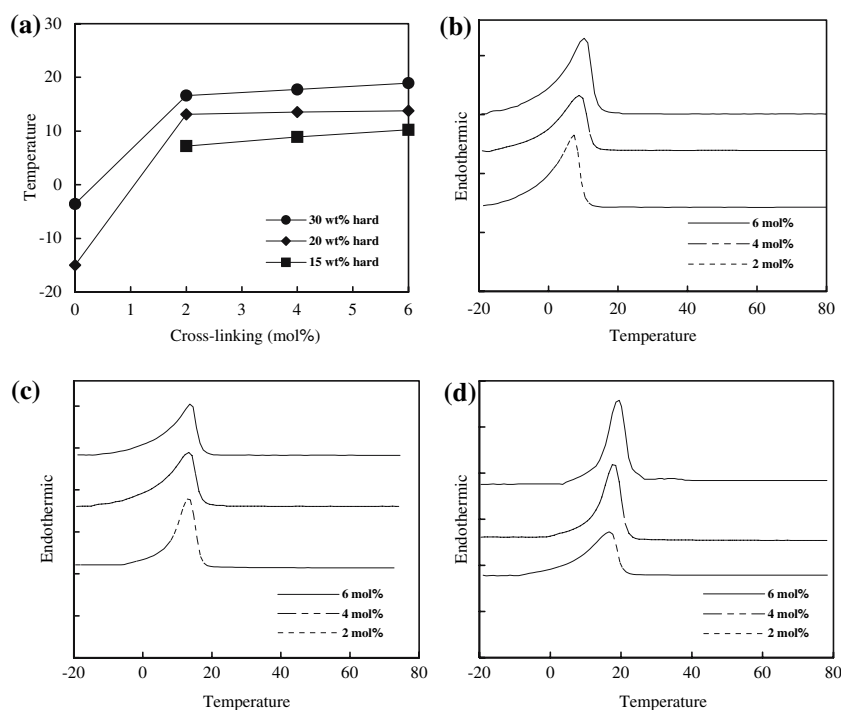 (a)
30
20
10
0
-10
-20
Temperature
30 wt% hard
20 wt% hard
15 wt% hard
0 1 2 3 4 5 6
Cross-linking (mol%)
(b)
Endothermic
6 mol%
4 mol%
2 mol%
-20 0 20 40 60 80
Temperature
(c)
Endothermic
6 mol%
4 mol%
2 mol%
-20 0 20 40 60 80
Temperature
(d)
Endothermic
6 mol%
4 mol%
2 mol%
-20 0 20 40 60 80
Temperature